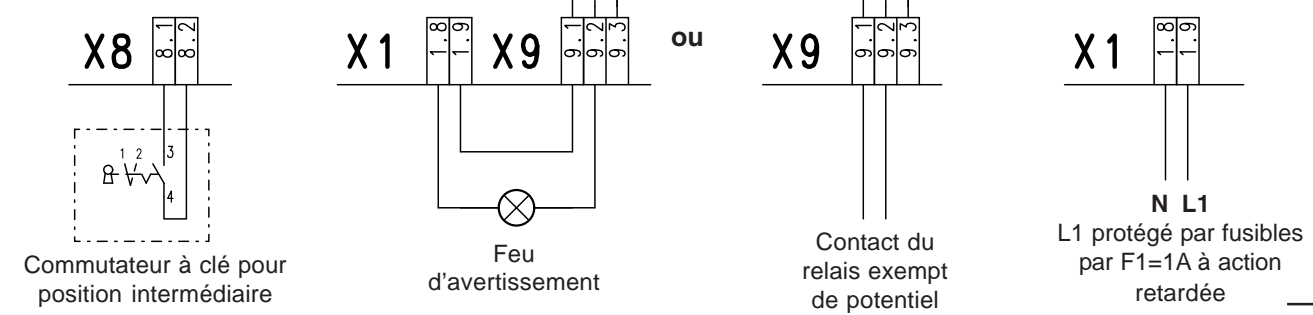 X8 8.1 8.2
X1 1.8 1.9
X9 9.1 9.2 9.3
ou
X9 9.1 9.2 9.3
X1 1.8 1.9
1 2 3
4
Commutateur à clé pour
position intermédiaire
Feu
d'avertissement
Contact du
relais exempt
de potentiel
N L1
L1 protégé par fusibles
par F1=1A à action
retardée